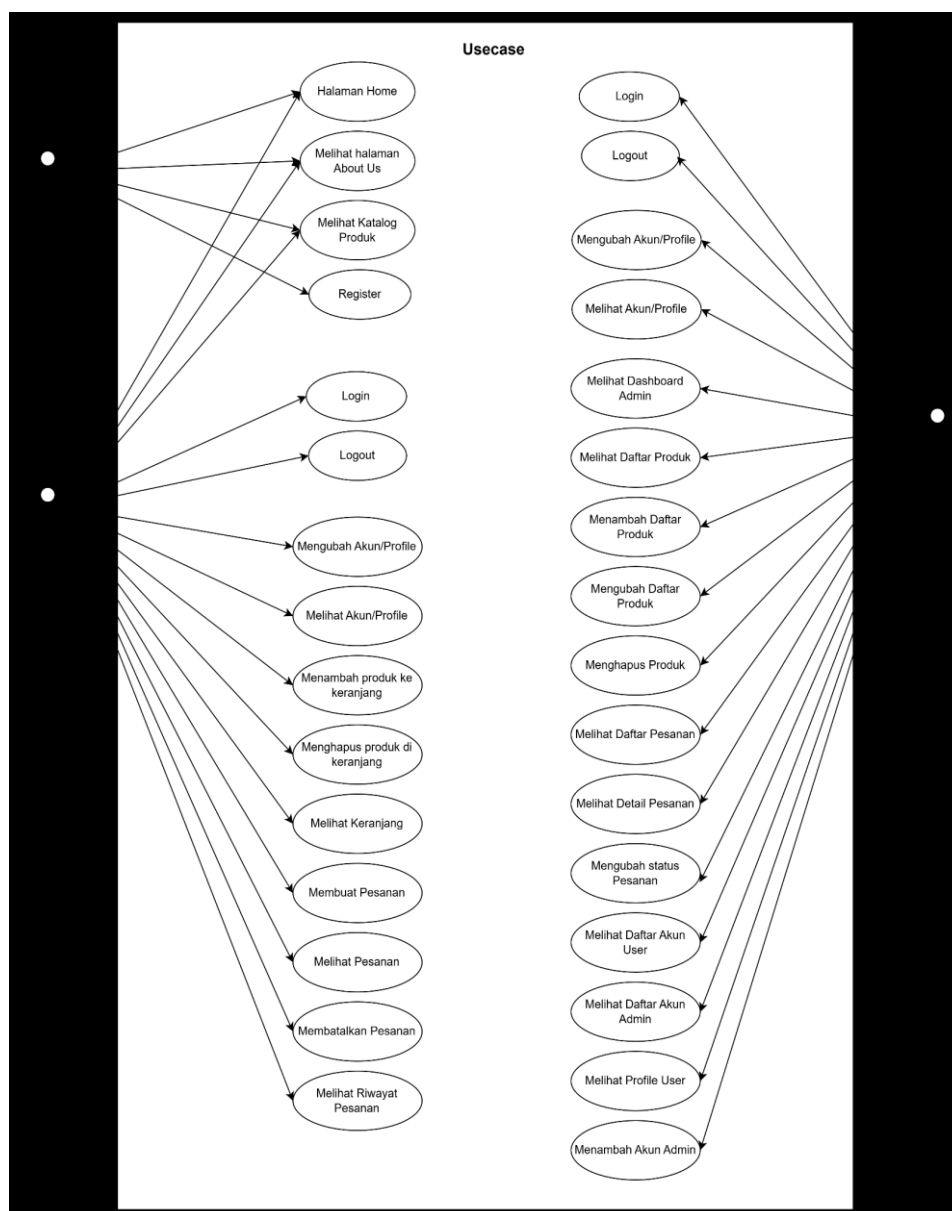 Usecase
Halaman Home
Melihat halaman
About Us
Melihat Katalog
Produk
Register
Login
Logout
Mengubah Akun/Profile
Melihat Akun/Profile
Menambah produk ke
keranjang
Menghapus produk di
keranjang
Melihat Keranjang
Membuat Pesanan
Melihat Pesanan
Membatalkan Pesanan
Melihat Riwayat
Pesanan
Login
Logout
Mengubah Akun/Profile
Melihat Akun/Profile
Melihat Dashboard
Admin
Melihat Daftar Produk
Menambah Daftar
Produk
Mengubah Daftar
Produk
Menghapus Produk
Melihat Daftar Pesanan
Melihat Detail Pesanan
Mengubah status
Pesanan
Melihat Daftar Akun
User
Melihat Daftar Akun
Admin
Melihat Profile User
Menambah Akun Admin